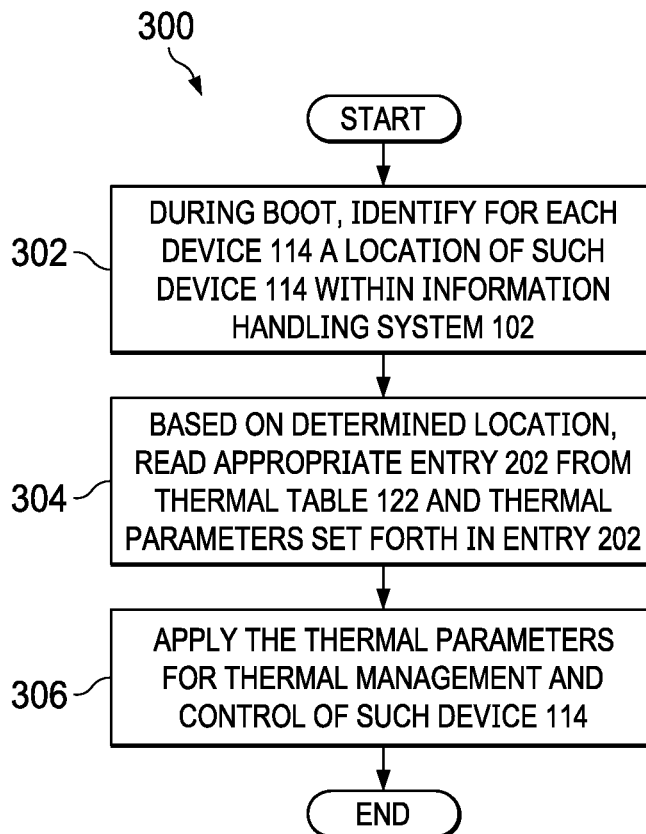 300
START
302
DURING BOOT, IDENTIFY FOR EACH
DEVICE 114 A LOCATION OF SUCH
DEVICE 114 WITHIN INFORMATION
HANDLING SYSTEM 102
304
BASED ON DETERMINED LOCATION,
READ APPROPRIATE ENTRY 202 FROM
THERMAL TABLE 122 AND THERMAL
PARAMETERS SET FORTH IN ENTRY 202
306
APPLY THE THERMAL PARAMETERS
FOR THERMAL MANAGEMENT AND
CONTROL OF SUCH DEVICE 114
END